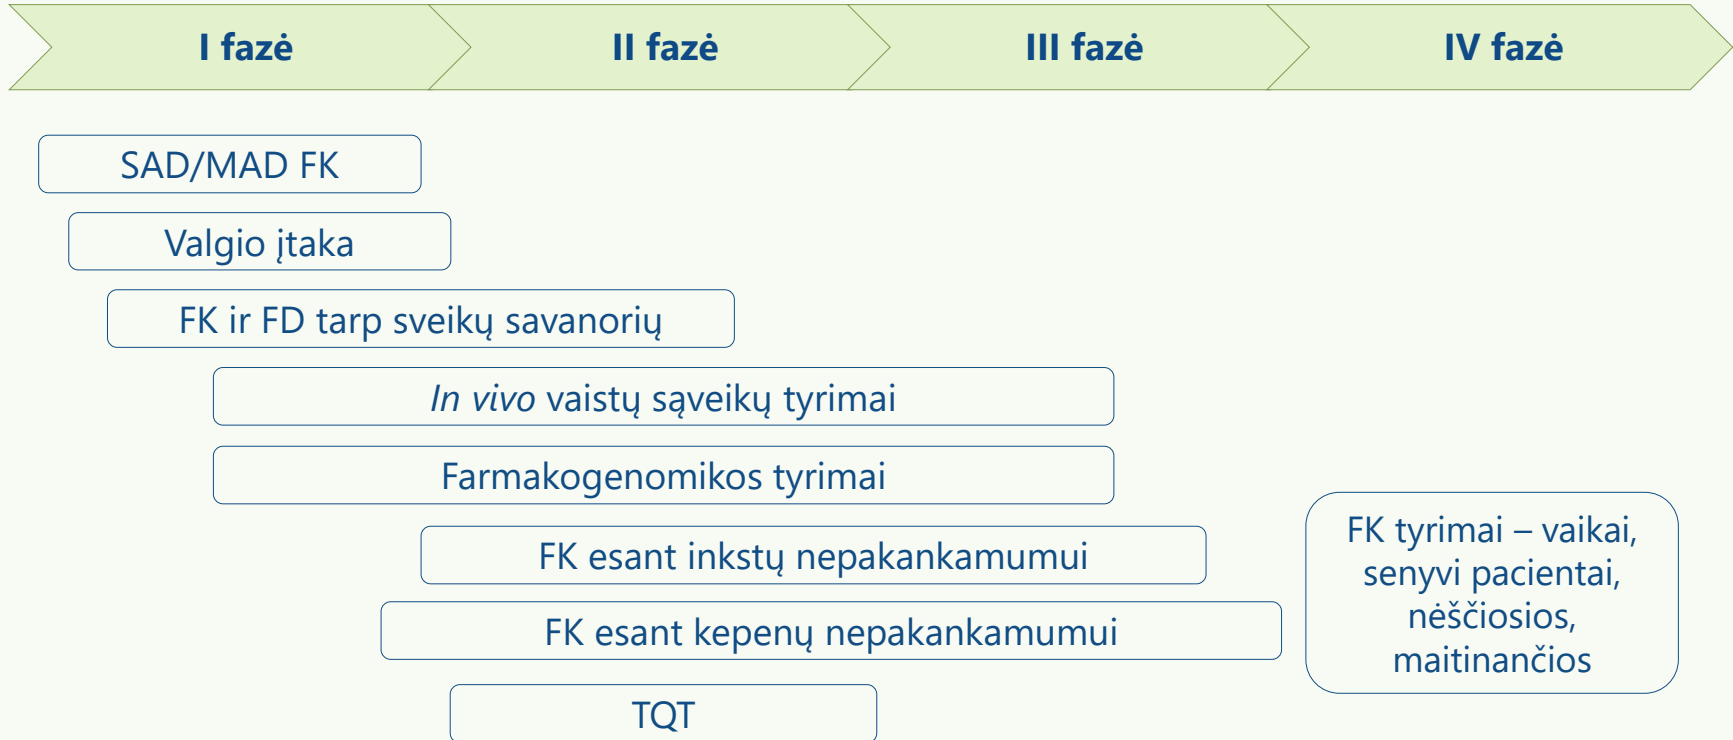 I fazė
II fazė
III fazė
IV fazė
SAD/MAD FK
Valgio įtaka
FK ir FD tarp sveikų savanorių
In vivo vaistų sąveikų tyrimai
Farmakogenomikos tyrimai
FK esant inkstų nepakankamumui
FK esant kepenų nepakankamumui
TQT
FK tyrimai – vaikai,
senyvi pacientai,
nėščiosios,
maitinančios